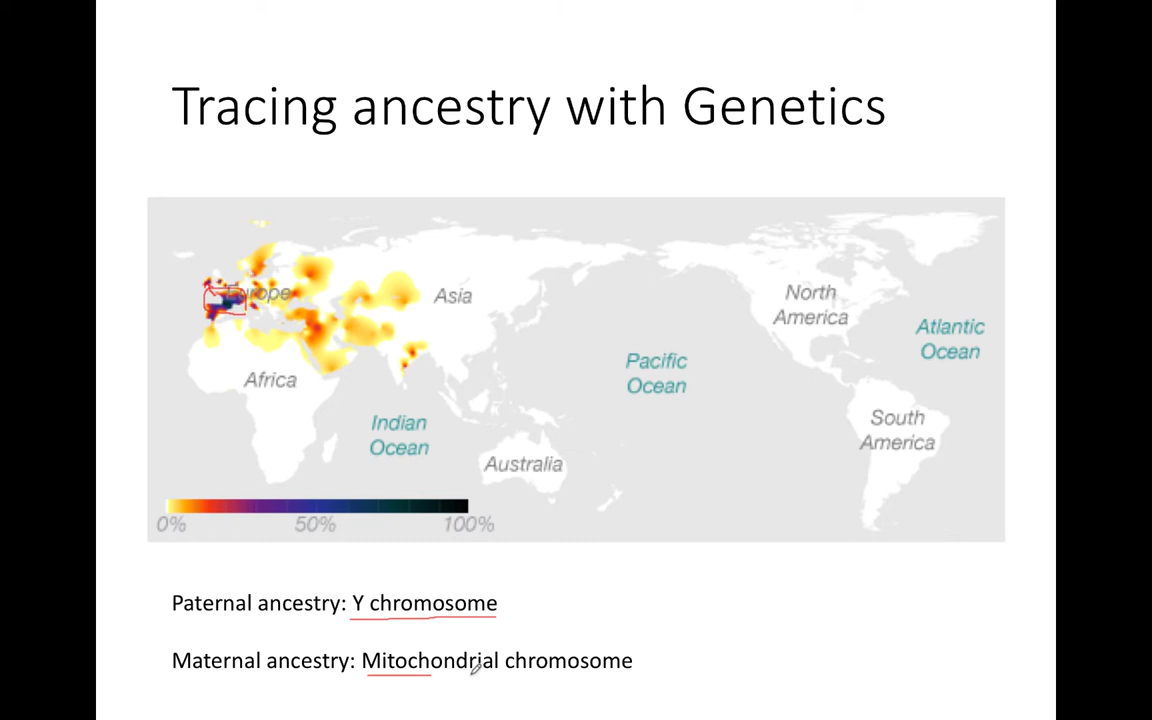 Tracing ancestry with Genetics
Europe
Asia
North
America
Atlantic
Ocean
Pacific
Ocean
Africa
Indian
Ocean
South
America
Australia
0%
50%
100%
Paternal ancestry: Y chromosome
Maternal ancestry: Mitochondrial chromosome